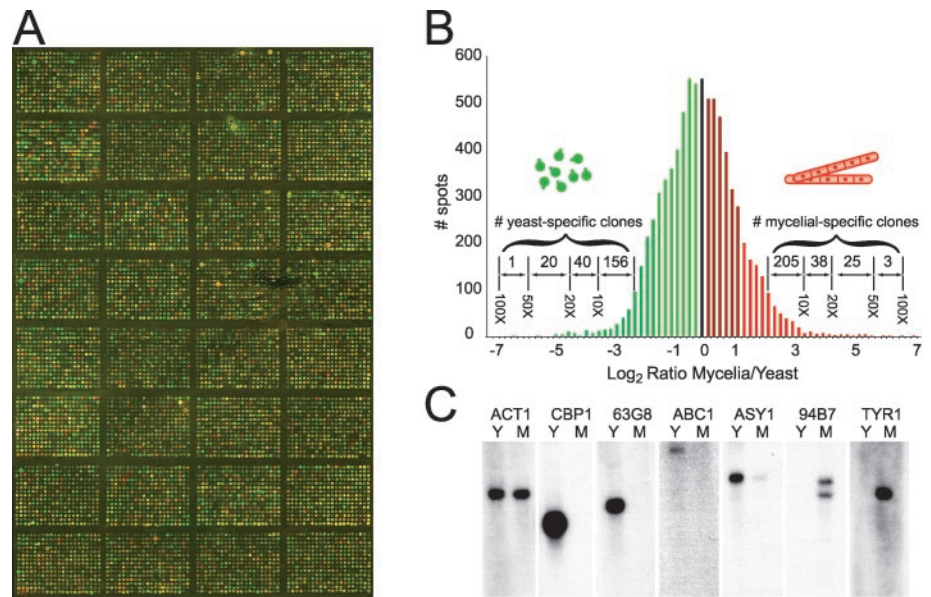 A
B
600
500
400
300
200
100
0
# spots
# yeast-specific clones
# mycelial-specific clones
1 20 40 156
205 38 25 3
100X 50X 20X 10X
10X 20X 50X 100X
-7 -5 -3 -1 0 1 3 5 7
Log2 Ratio Mycelia/Yeast
C
ACT1 CBP1 63G8 ABC1 ASY1 94B7 TYR1
Y M Y M Y M Y M Y M Y M Y M